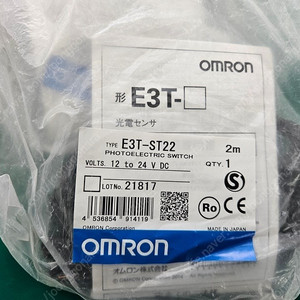 OMRON
形 E3T-□
光電センサ
TYPE E3T-ST22 2m
PHOTOELECTRIC SWITCH
VOLTS. 12 to 24 V DC QTY. 1
LOT No. 21817
4 536854 914119
Ro CE
OMRON Corporation MADE IN JAPAN
OMRON
オムロン株式会社